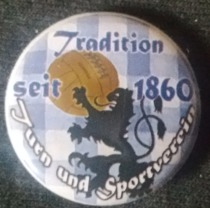 Tradition
seit 1860
Turn und Sportverein